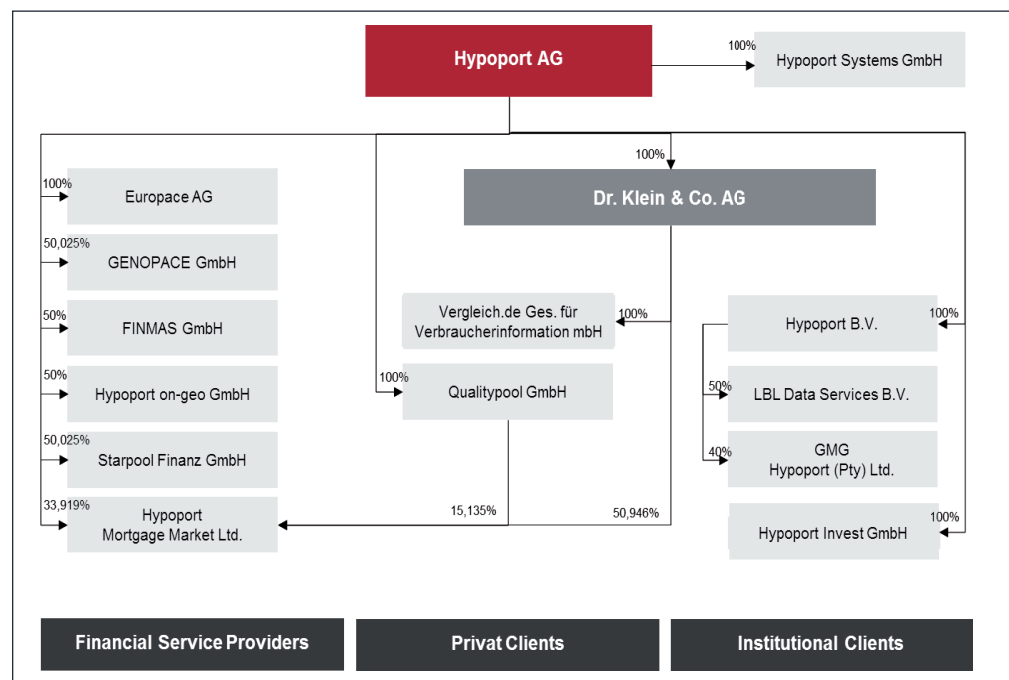 Hypoport AG
100%
Hypoport Systems GmbH
100%
Dr. Klein & Co. AG
100%
Europace AG
50,025%
GENOPACE GmbH
50%
FINMAS GmbH
50%
Hypoport on-geo GmbH
50,025%
Starpool Finanz GmbH
33,919%
Hypoport
Mortgage Market Ltd.
Vergleich.de Ges. für
Verbraucherinformation mbH
100%
100%
Qualitypool GmbH
15,135%
50,946%
Hypoport B.V.
100%
50%
LBL Data Services B.V.
40%
GMG
Hypoport (Pty) Ltd.
100%
Hypoport Invest GmbH
Financial Service Providers
Privat Clients
Institutional Clients